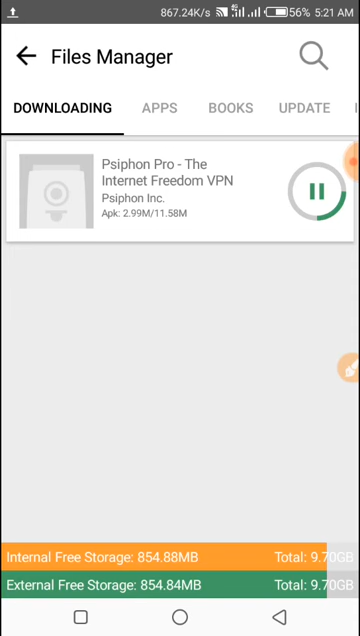 867.24K/s 4G 56% 5:21 AM
Files Manager
DOWNLOADING APPS BOOKS UPDATE
Psiphon Pro - The
Internet Freedom VPN
Psiphon Inc.
Apk: 2.99M/11.58M
Internal Free Storage: 854.88MB Total: 9.70GB
External Free Storage: 854.84MB Total: 9.70GB